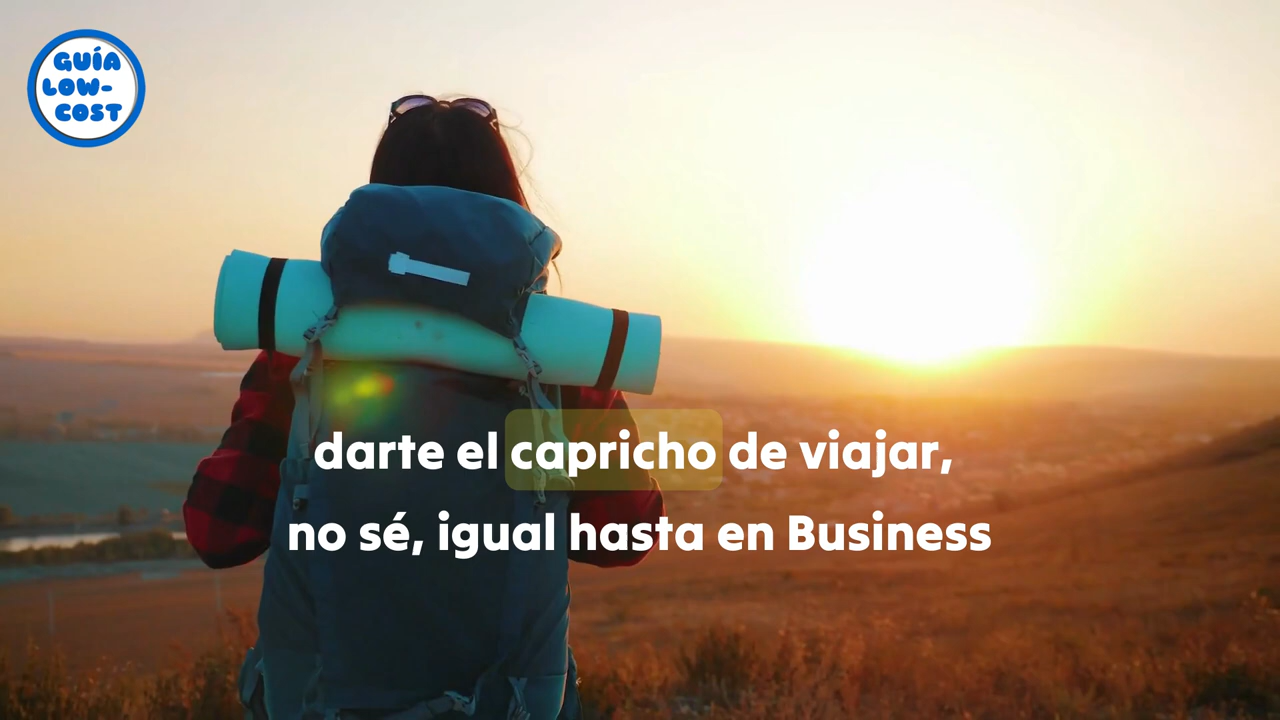 GUÍA
LOW-
COST
darte el capricho de viajar,
no sé, igual hasta en Business